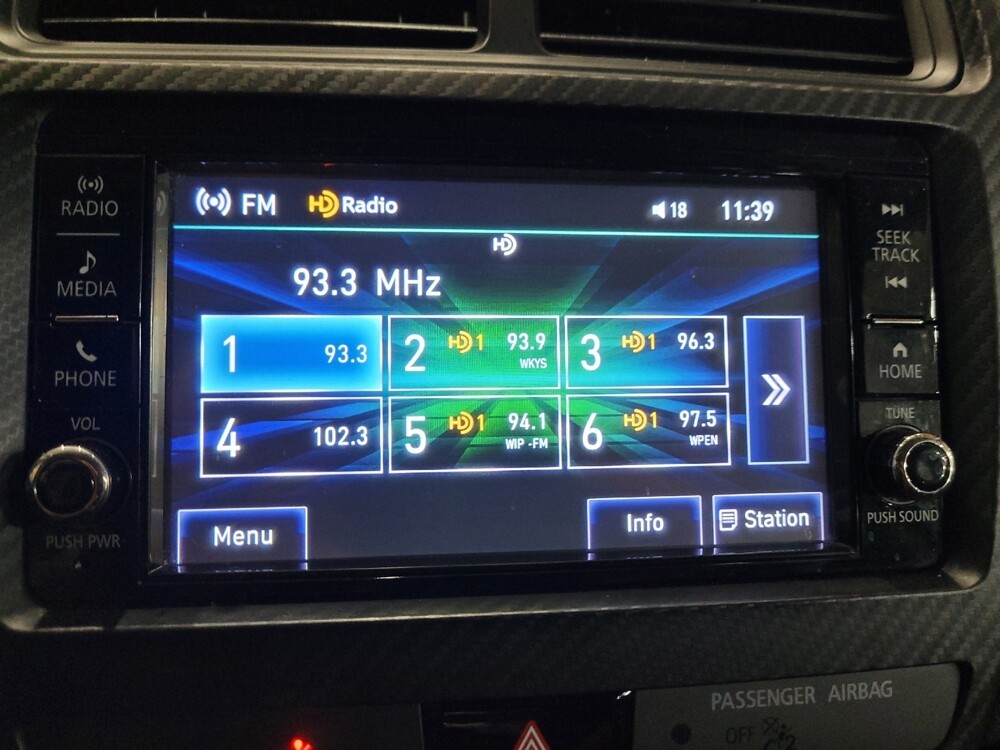 RADIO
MEDIA
PHONE
VOL
PUSH PWR
FM HD Radio 18 11:39
HD
93.3 MHz
1 93.3
2 HD1 93.9
WKYS
3 HD1 96.3
4 102.3
5 HD1 94.1
WIP -FM
6 HD1 97.5
WPEN
Menu
Info
Station
SEEK
TRACK
HOME
TUNE
PUSH SOUND
PASSENGER AIRBAG
OFF